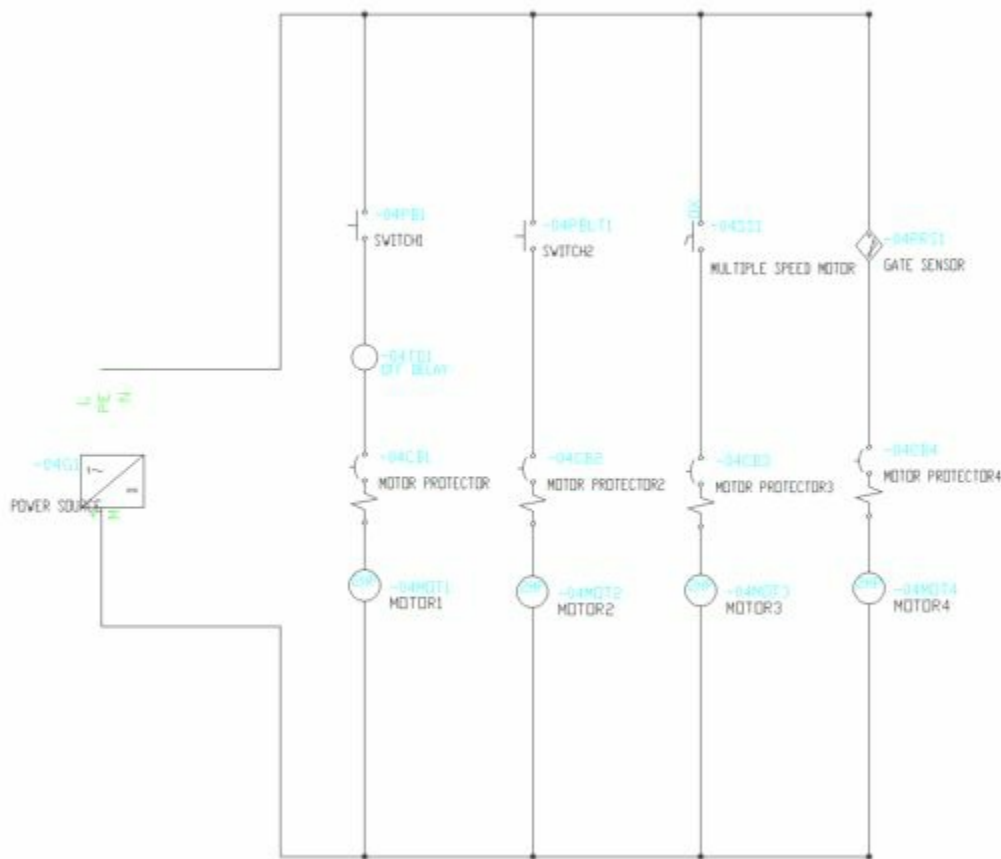 -04PB1
SWITCH1
-04PBLT1
SWITCH2
MULTIPLE SPEED MOTOR
-04PRS1
GATE SENSOR
-04TD1
OFF DELAY
L
PE
N
-04G1
POWER SOURCE
-04CB1
MOTOR PROTECTOR
-04CB2
MOTOR PROTECTOR2
-04CB3
MOTOR PROTECTOR3
-04CB4
MOTOR PROTECTOR4
-04MOT1
MOTOR1
-04MOT2
MOTOR2
-04MOT3
MOTOR3
-04MOT4
MOTOR4